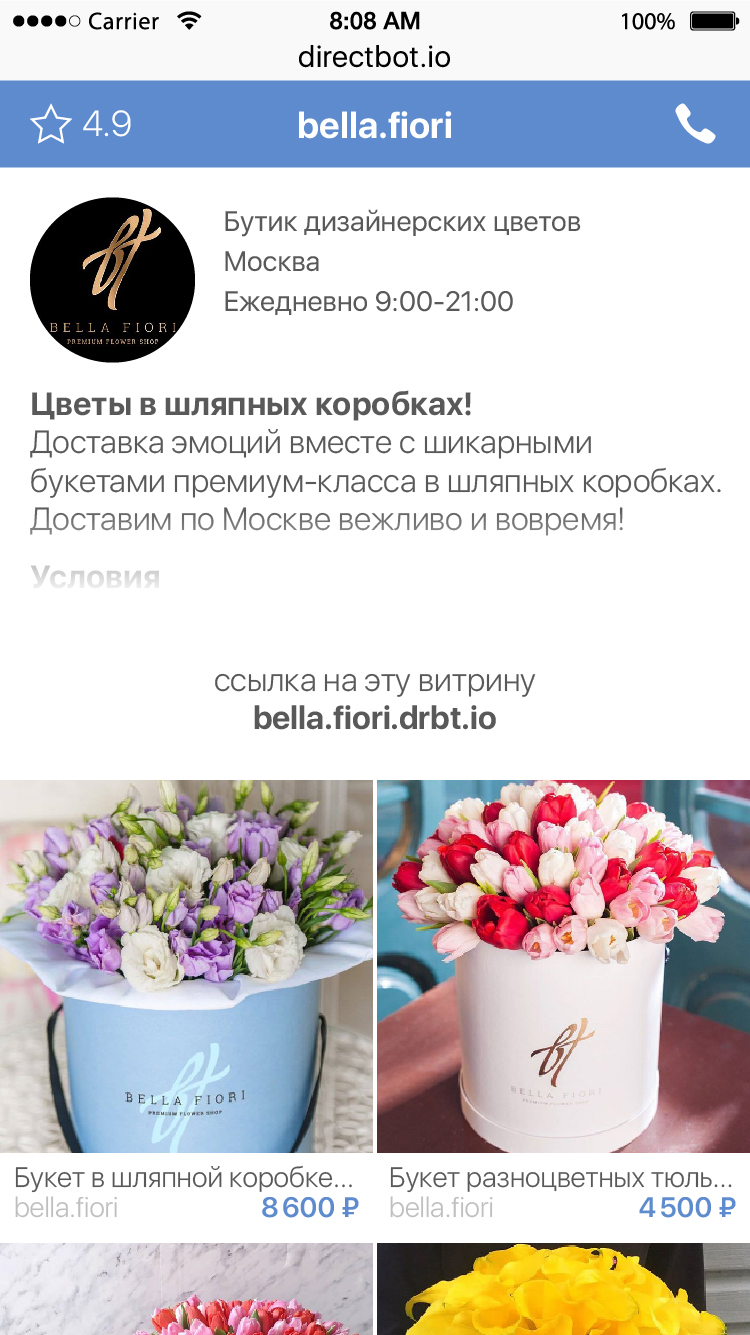 Carrier 8:08 AM 100%
directbot.io
4.9 bella.fiori
Бутик дизайнерских цветов
Москва
Ежедневно 9:00-21:00
BELLA FIORI
PREMIUM FLOWER SHOP
Цветы в шляпных коробках!
Доставка эмоций вместе с шикарными
букетами премиум-класса в шляпных коробках.
Доставим по Москве вежливо и вовремя!
Условия
ссылка на эту витрину
bella.fiori.drbt.io
BELLA FIORI
PREMIUM FLOWER SHOP
BELLA FIORI
PREMIUM FLOWER SHOP
Букет в шляпной коробке...
bella.fiori 8 600 ₽
Букет разноцветных тюль...
bella.fiori 4 500 ₽